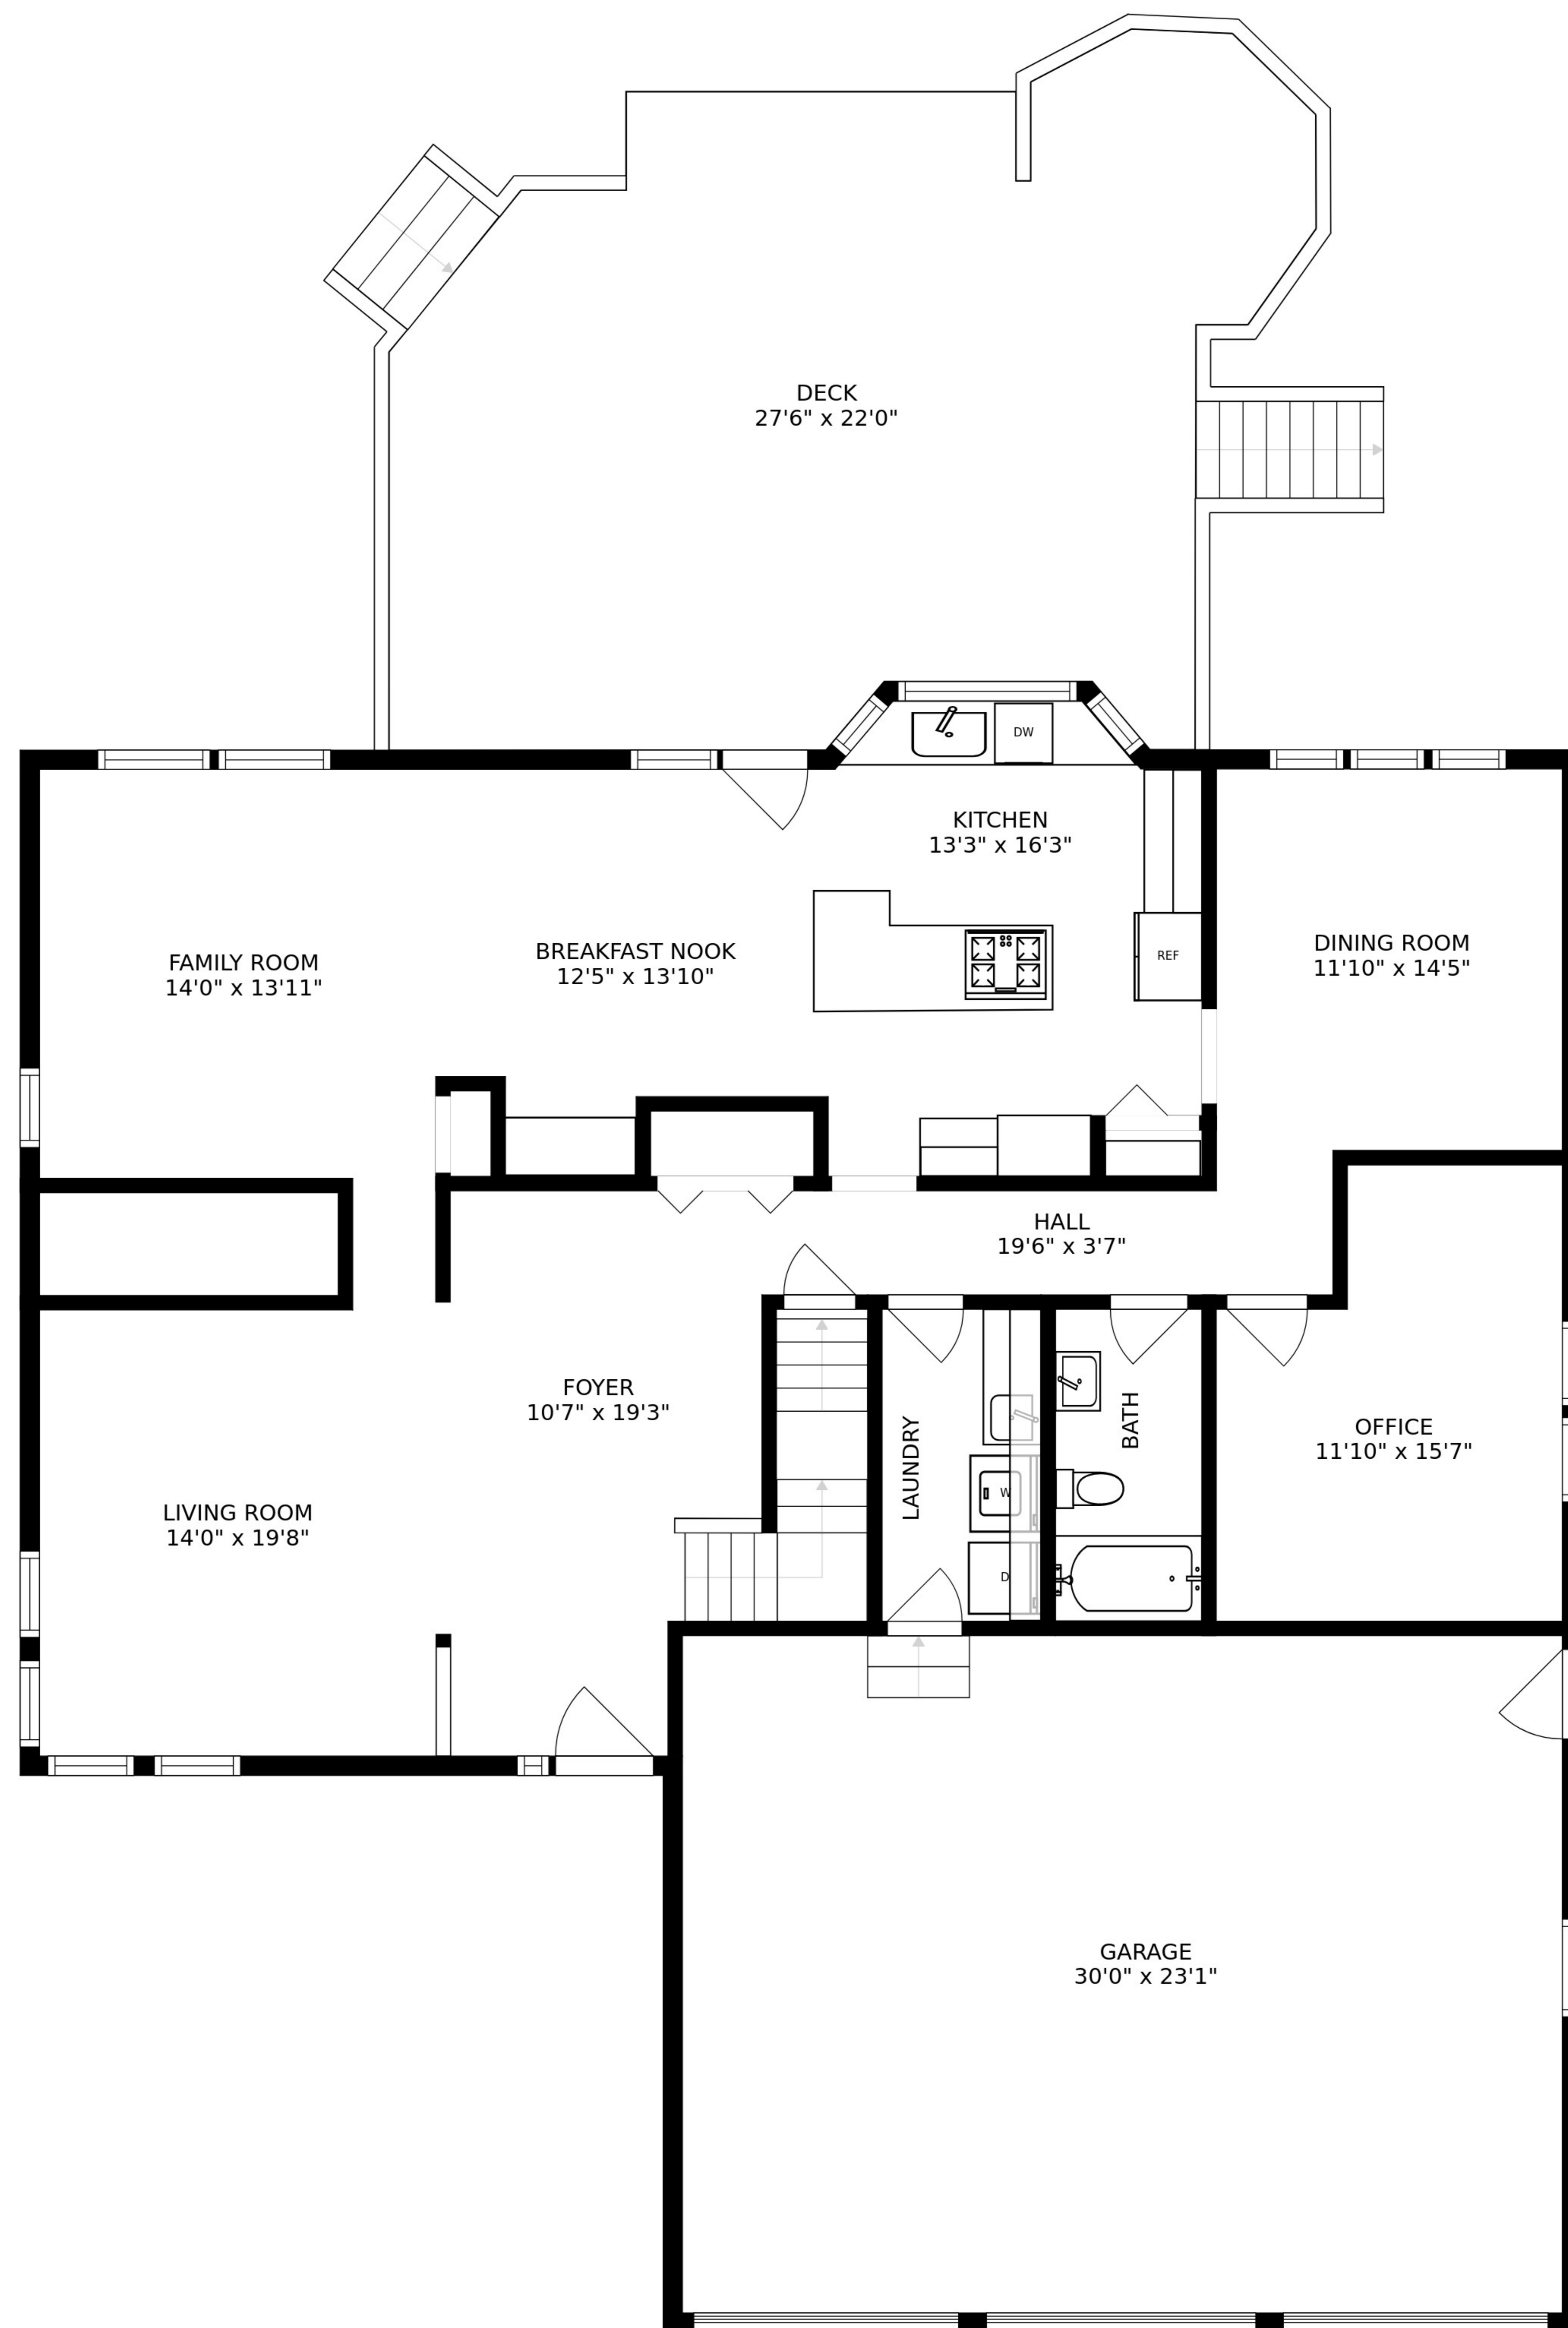 DECK
27'6" x 22'0"
DW
KITCHEN
13'3" x 16'3"
REF
DINING ROOM
11'10" x 14'5"
BREAKFAST NOOK
12'5" x 13'10"
FAMILY ROOM
14'0" x 13'11"
HALL
19'6" x 3'7"
FOYER
10'7" x 19'3"
LAUNDRY
BATH
OFFICE
11'10" x 15'7"
W
D
LIVING ROOM
14'0" x 19'8"
GARAGE
30'0" x 23'1"